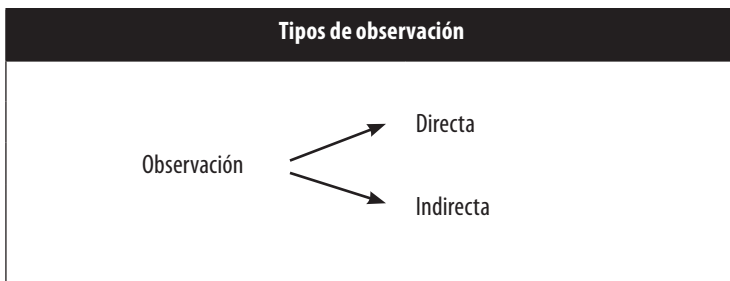 Tipos de observación
Directa
Observación
Indirecta